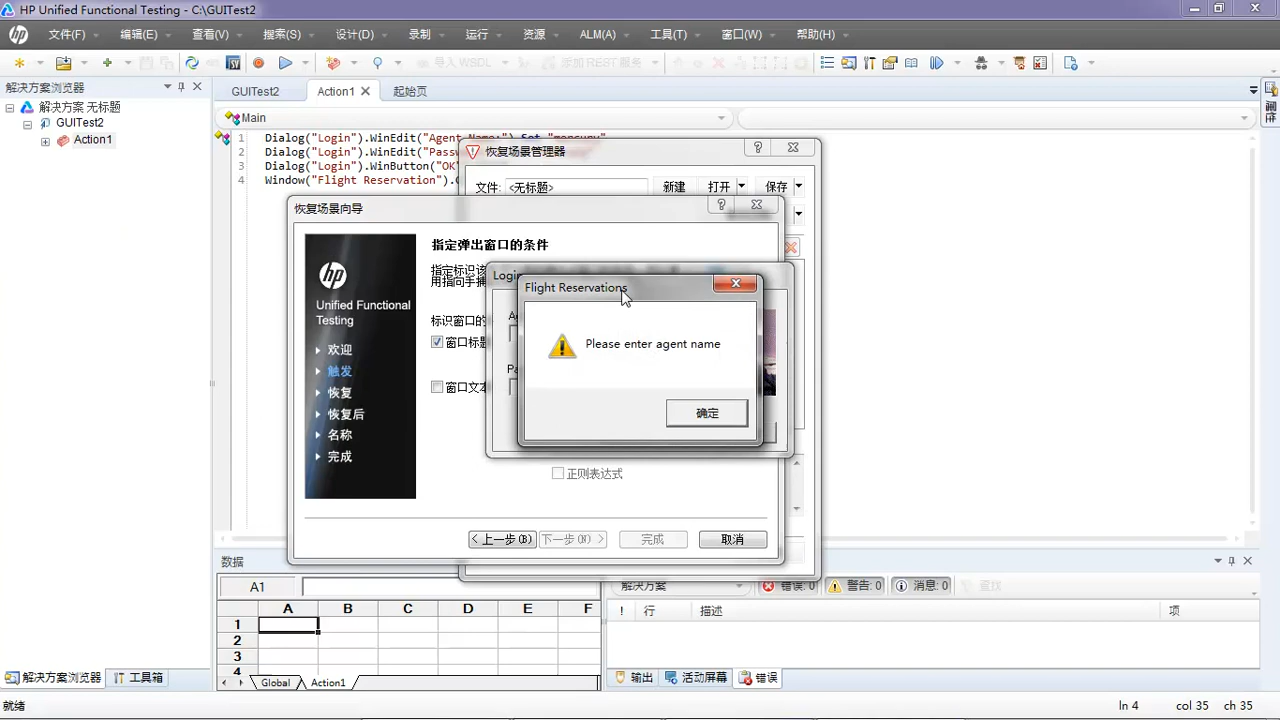 HP Unified Functional Testing - C:\GUITest2
文件(F) 编辑(E) 查看(V) 搜索(S) 设计(D) 录制 运行 资源 ALM(A) 工具(T) 窗口(W) 帮助(H)
导入 WSDL 添加 REST 服务
解决方案浏览器
GUITest2 Action1 起始页
解决方案 无标题
GUITest2
Action1
Main
1 Dialog("Login").WinEdit("Agent Name:").Set "mercury"
2 Dialog("Login").WinEdit("Passw
3 Dialog("Login").WinButton("OK"
4 Window("Flight Reservation").C
恢复场景管理器
文件: <无标题> 新建 打开 保存
恢复场景向导
hp
Unified Functional
Testing
欢迎
触发
恢复
恢复后
名称
完成
指定弹出窗口的条件
指定标识该
用指向手捕
标识窗口的
窗口标题
窗口文本
正则表达式
< 上一步(B) 下一步(N) > 完成 取消
Login
Flight Reservations
Please enter agent name
确定
数据
A1
A B C D E F
1
2
3
4
Global Action1
解决方案 错误: 0 警告: 0 消息: 0 查找
! 行 描述 项
解决方案浏览器 工具箱
输出 活动屏幕 错误
就绪
Ln 4 col 35 ch 35